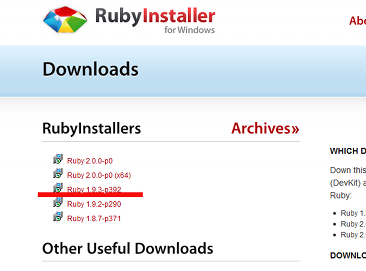 RubyInstaller
for Windows
Abo
Downloads
RubyInstallers
Archives»
Ruby 2.0.0-p0
Ruby 2.0.0-p0 (x64)
Ruby 1.9.3-p392
Ruby 1.9.2-p290
Ruby 1.8.7-p371
Other Useful Downloads
WHICH D
Down this
(DevKit) a
Ruby:
Ruby 1.
Ruby 2.
Ruby 2.
DOWNLO